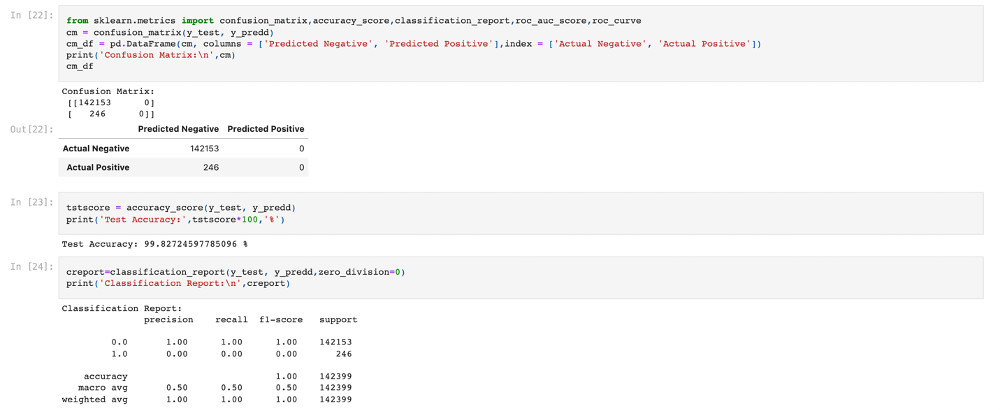 In [22]:
from sklearn.metrics import confusion_matrix,accuracy_score,classification_report,roc_auc_score,roc_curve
cm = confusion_matrix(y_test, y_predd)
cm_df = pd.DataFrame(cm, columns = ['Predicted Negative', 'Predicted Positive'],index = ['Actual Negative', 'Actual Positive'])
print('Confusion Matrix:\n',cm)
cm_df
Confusion Matrix:
[[142153      0]
[   246      0]]
Out[22]:
Predicted Negative Predicted Positive
Actual Negative 142153 0
Actual Positive 246 0
In [23]:
tstscore = accuracy_score(y_test, y_predd)
print('Test Accuracy:',tstscore*100,'%')
Test Accuracy: 99.82724597785096 %
In [24]:
creport=classification_report(y_test, y_predd,zero_division=0)
print('Classification Report:\n',creport)
Classification Report:
precision recall f1-score support
0.0 1.00 1.00 1.00 142153
1.0 0.00 0.00 0.00 246
accuracy 1.00 142399
macro avg 0.50 0.50 0.50 142399
weighted avg 1.00 1.00 1.00 142399